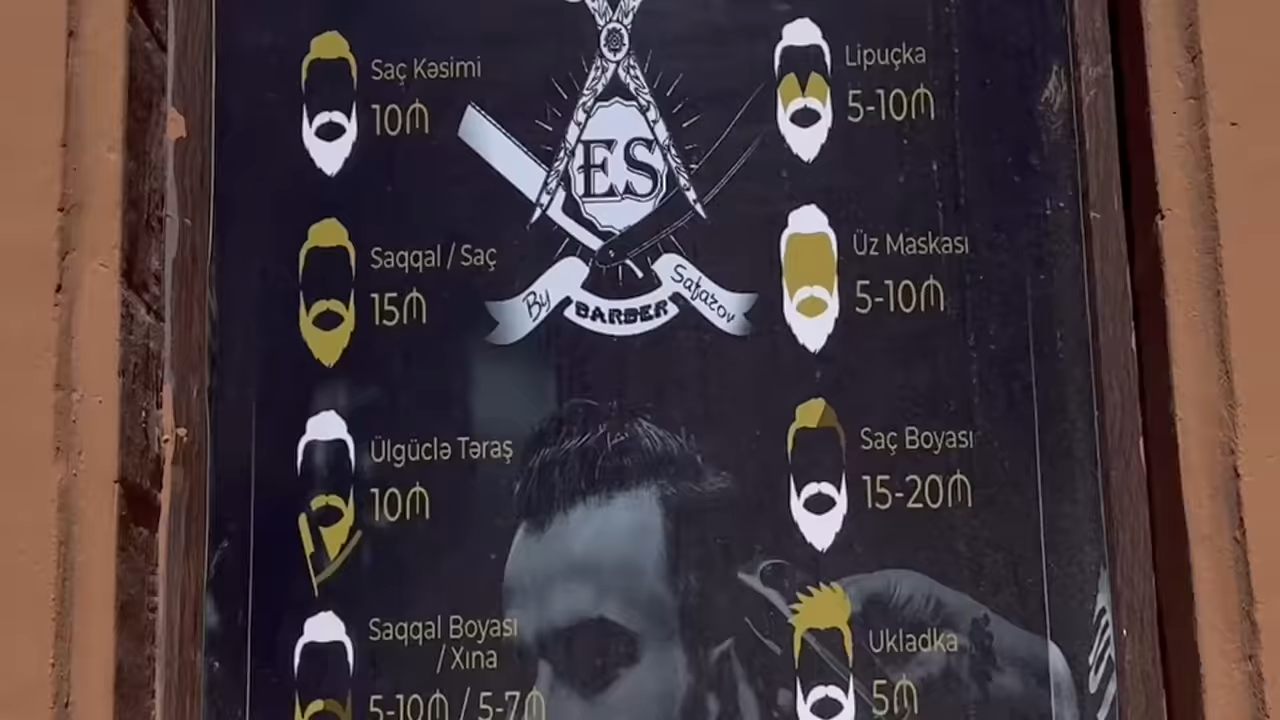 Saç Kəsimi
10₼
Saqqal / Saç
15₼
Ülgüclə Təraş
10₼
Saqqal Boyası
/ Xına
5-10₼ / 5-7₼
ES
By BARBER Safarov
Lipuçka
5-10₼
Üz Maskası
5-10₼
Saç Boyası
15-20₼
Ukladka
5₼